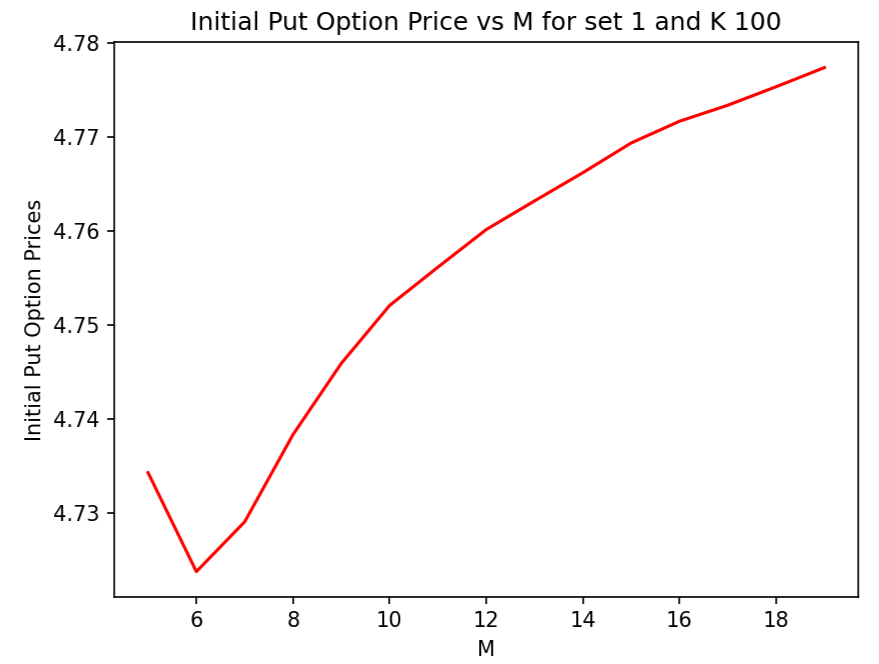 Initial Put Option Price vs M for set 1 and K 100
4.78
4.77
4.76
4.75
4.74
4.73
Initial Put Option Prices
6 8 10 12 14 16 18
M